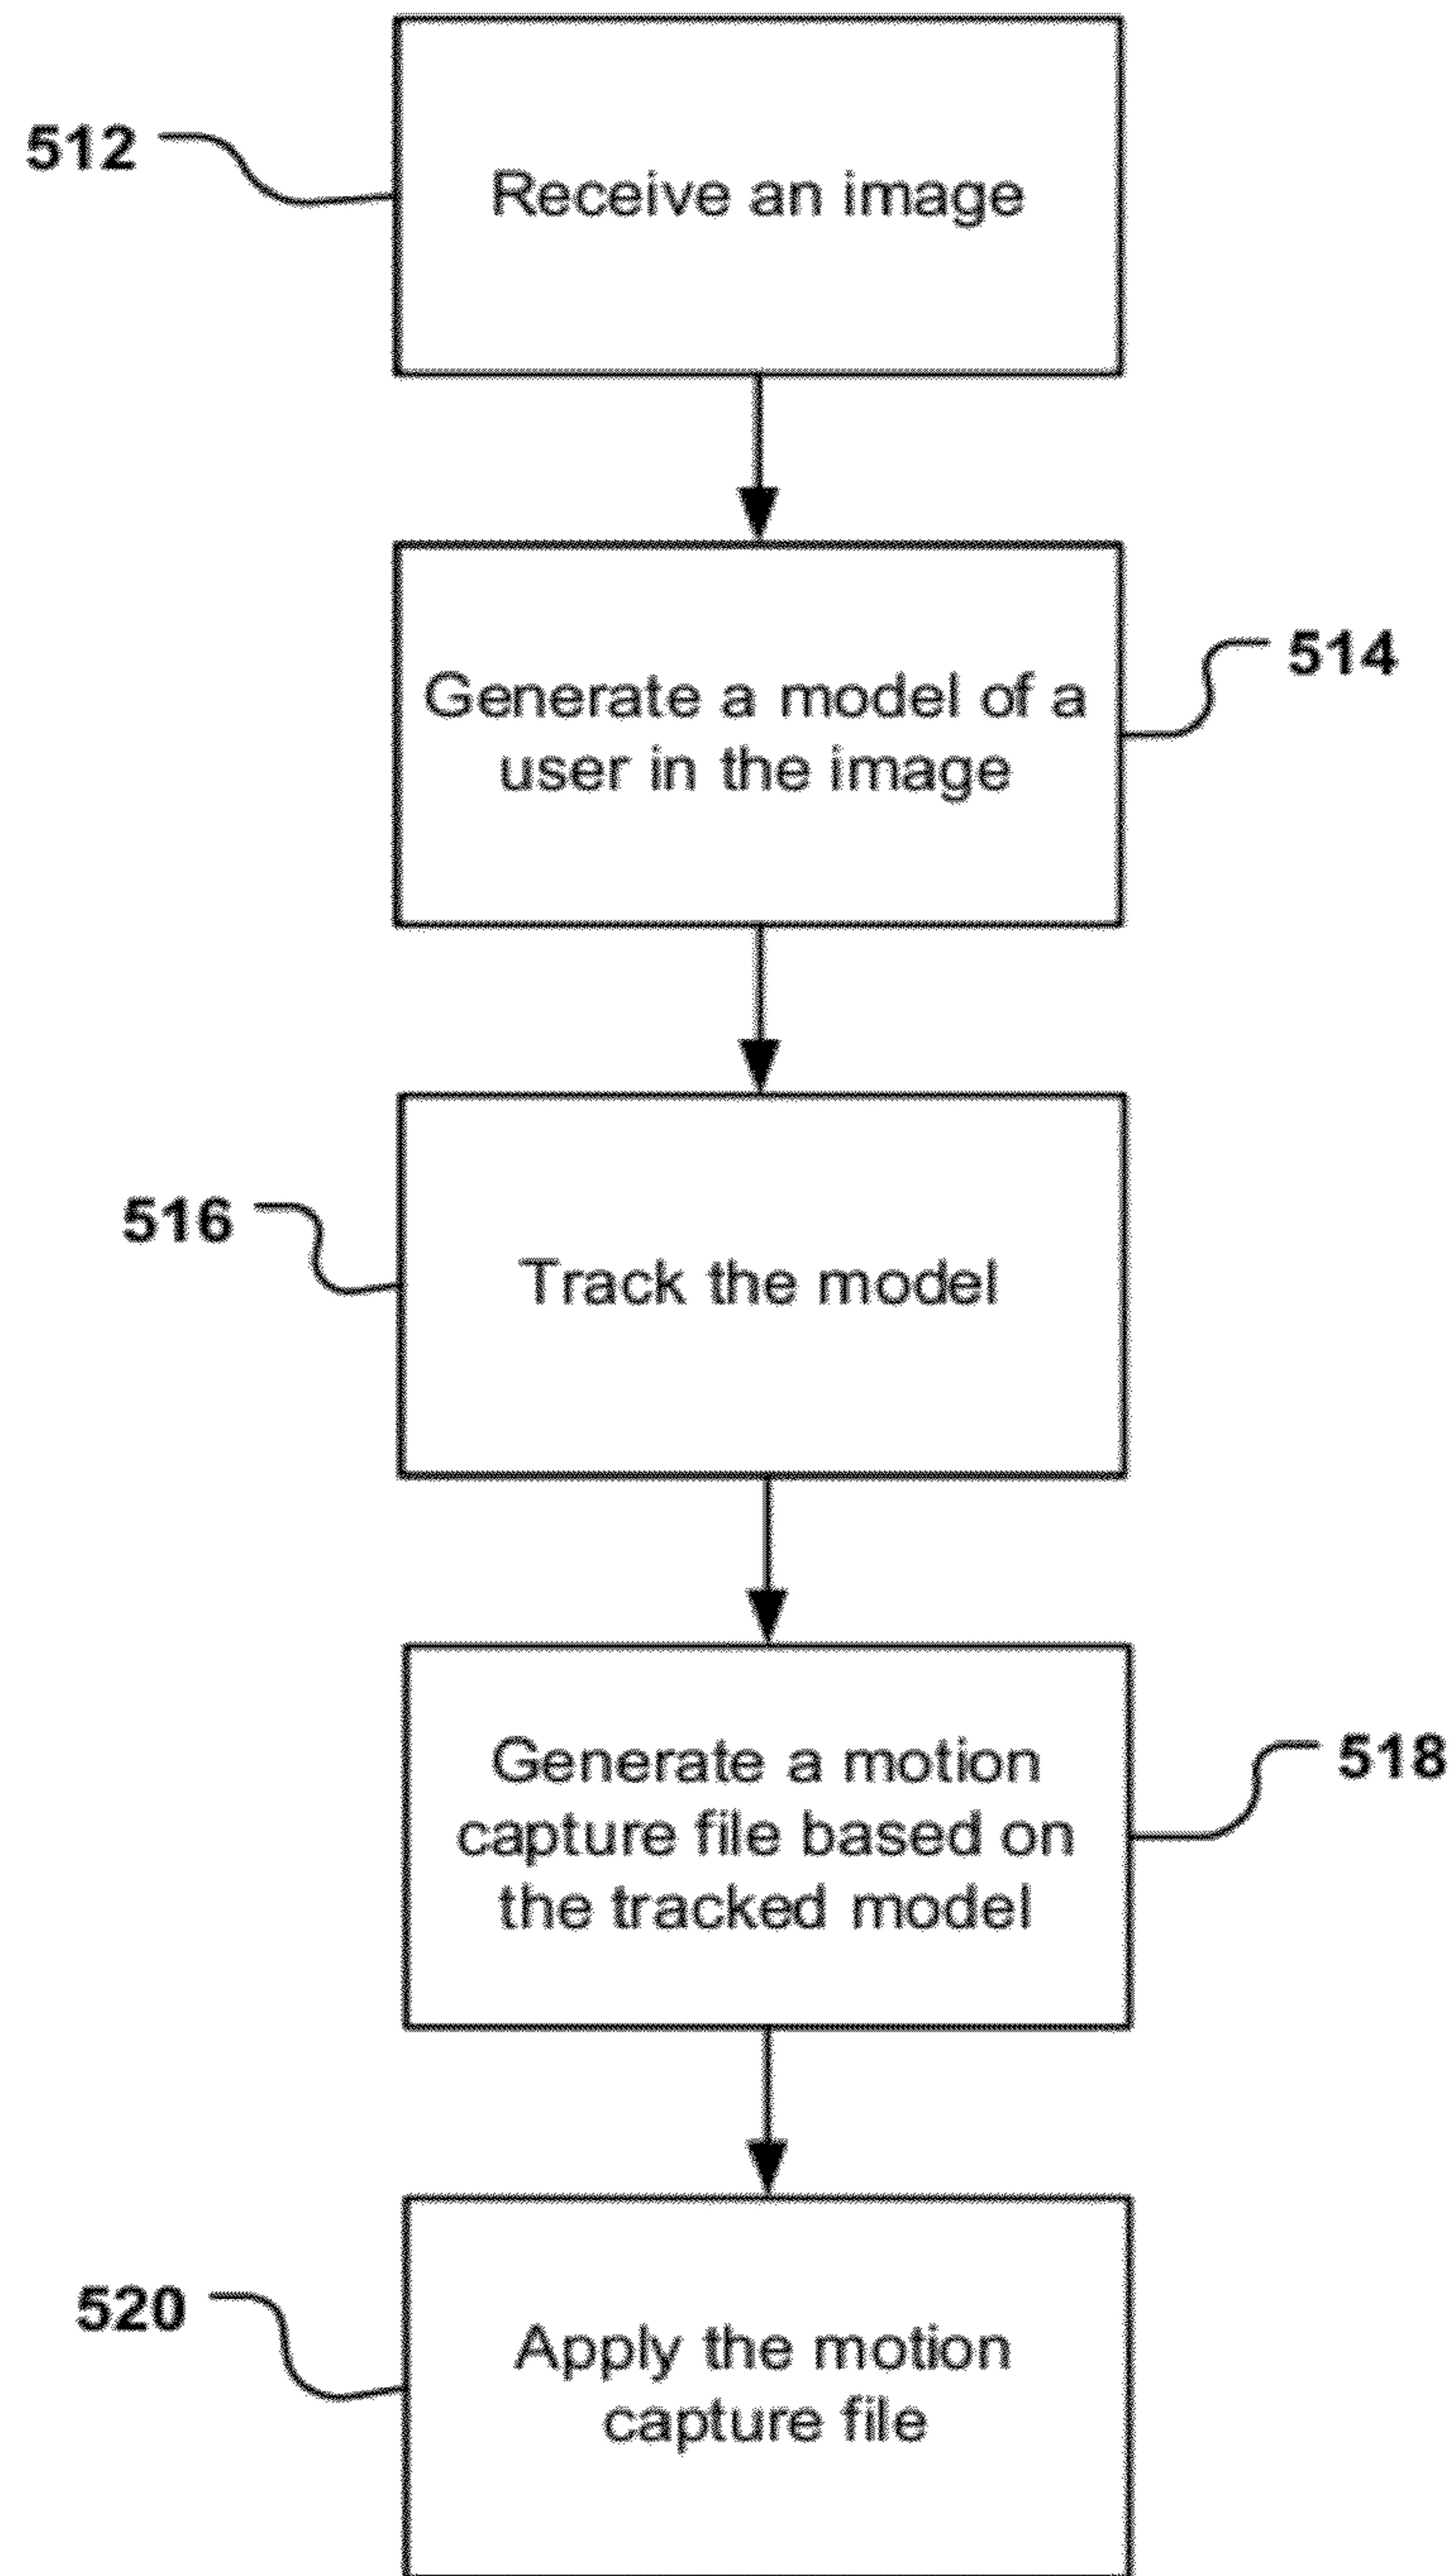 512
Receive an image
Generate a model of a
user in the image
514
516
Track the model
Generate a motion
capture file based on
the tracked model
518
520
Apply the motion
capture file